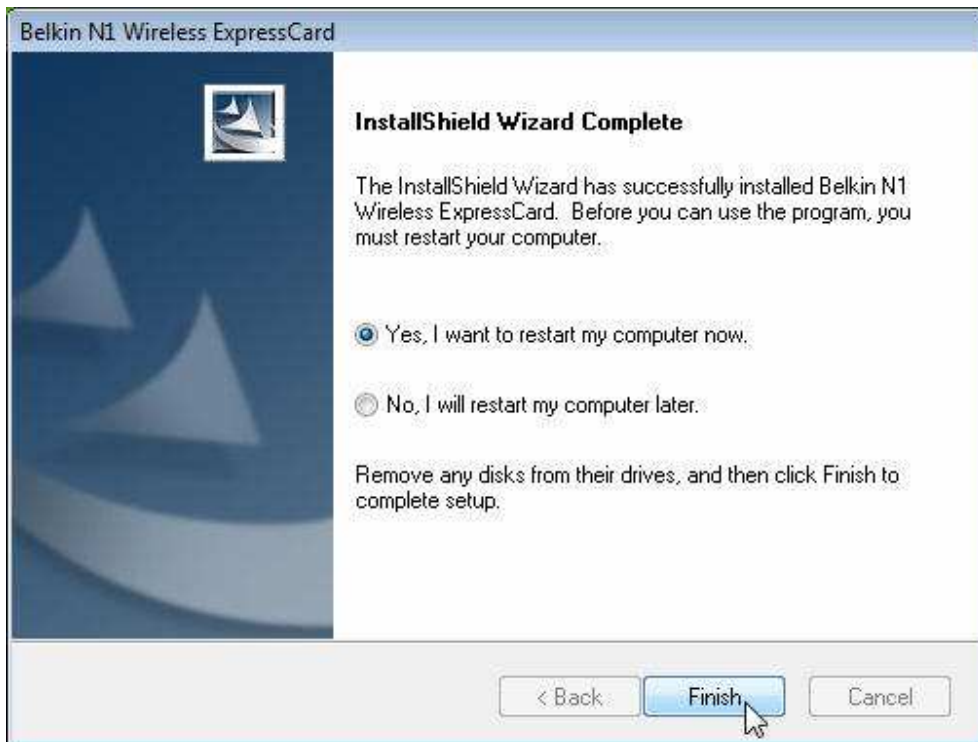 Belkin N1 Wireless ExpressCard
InstallShield Wizard Complete
The InstallShield Wizard has successfully installed Belkin N1
Wireless ExpressCard.  Before you can use the program, you
must restart your computer.
Yes, I want to restart my computer now.
No, I will restart my computer later.
Remove any disks from their drives, and then click Finish to
complete setup.
< Back
Finish
Cancel